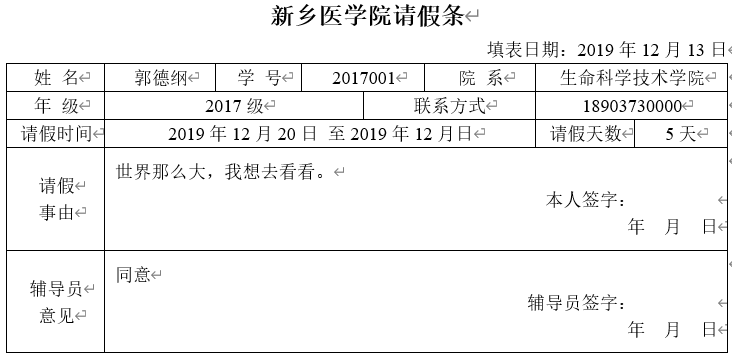 新乡医学院请假条
填表日期：2019 年 12 月 13 日
姓 名 郭德纲 学 号 2017001 院 系 生命科学技术学院
年 级 2017 级 联系方式 18903730000
请假时间 2019 年 12 月 20 日 至 2019 年 12 月日 请假天数 5 天
请假
事由
世界那么大，我想去看看。
本人签字：
年 月 日
辅导员
意见
同意
辅导员签字：
年 月 日